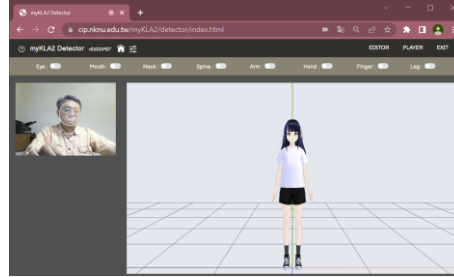 myKLA2 Detector
cip.nknu.edu.tw/myKLA2/detector/index.html
myKLA2 Detector
EDITOR PLAYER EXIT
Eye Mouth Neck Spine Arm Hand Finger Leg